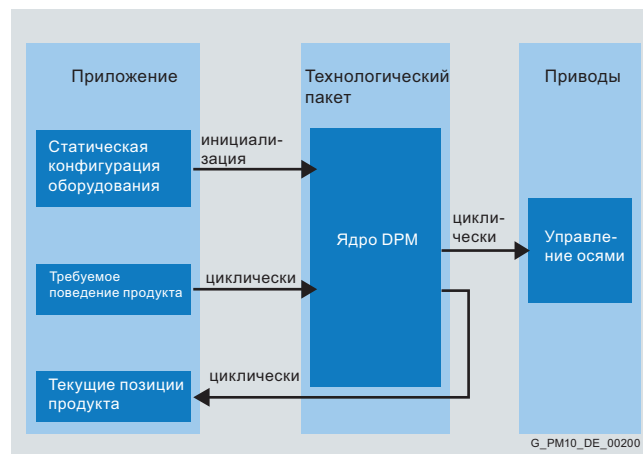 Приложение
Статическая
конфигурация
оборудования
Требуемое
поведение продукта
Текущие позиции
продукта
инициали-
зация
циклически
циклически
Технологический
пакет
Ядро DPM
цикли-
чески
Приводы
Управле-
ние осями
G_PM10_DE_00200